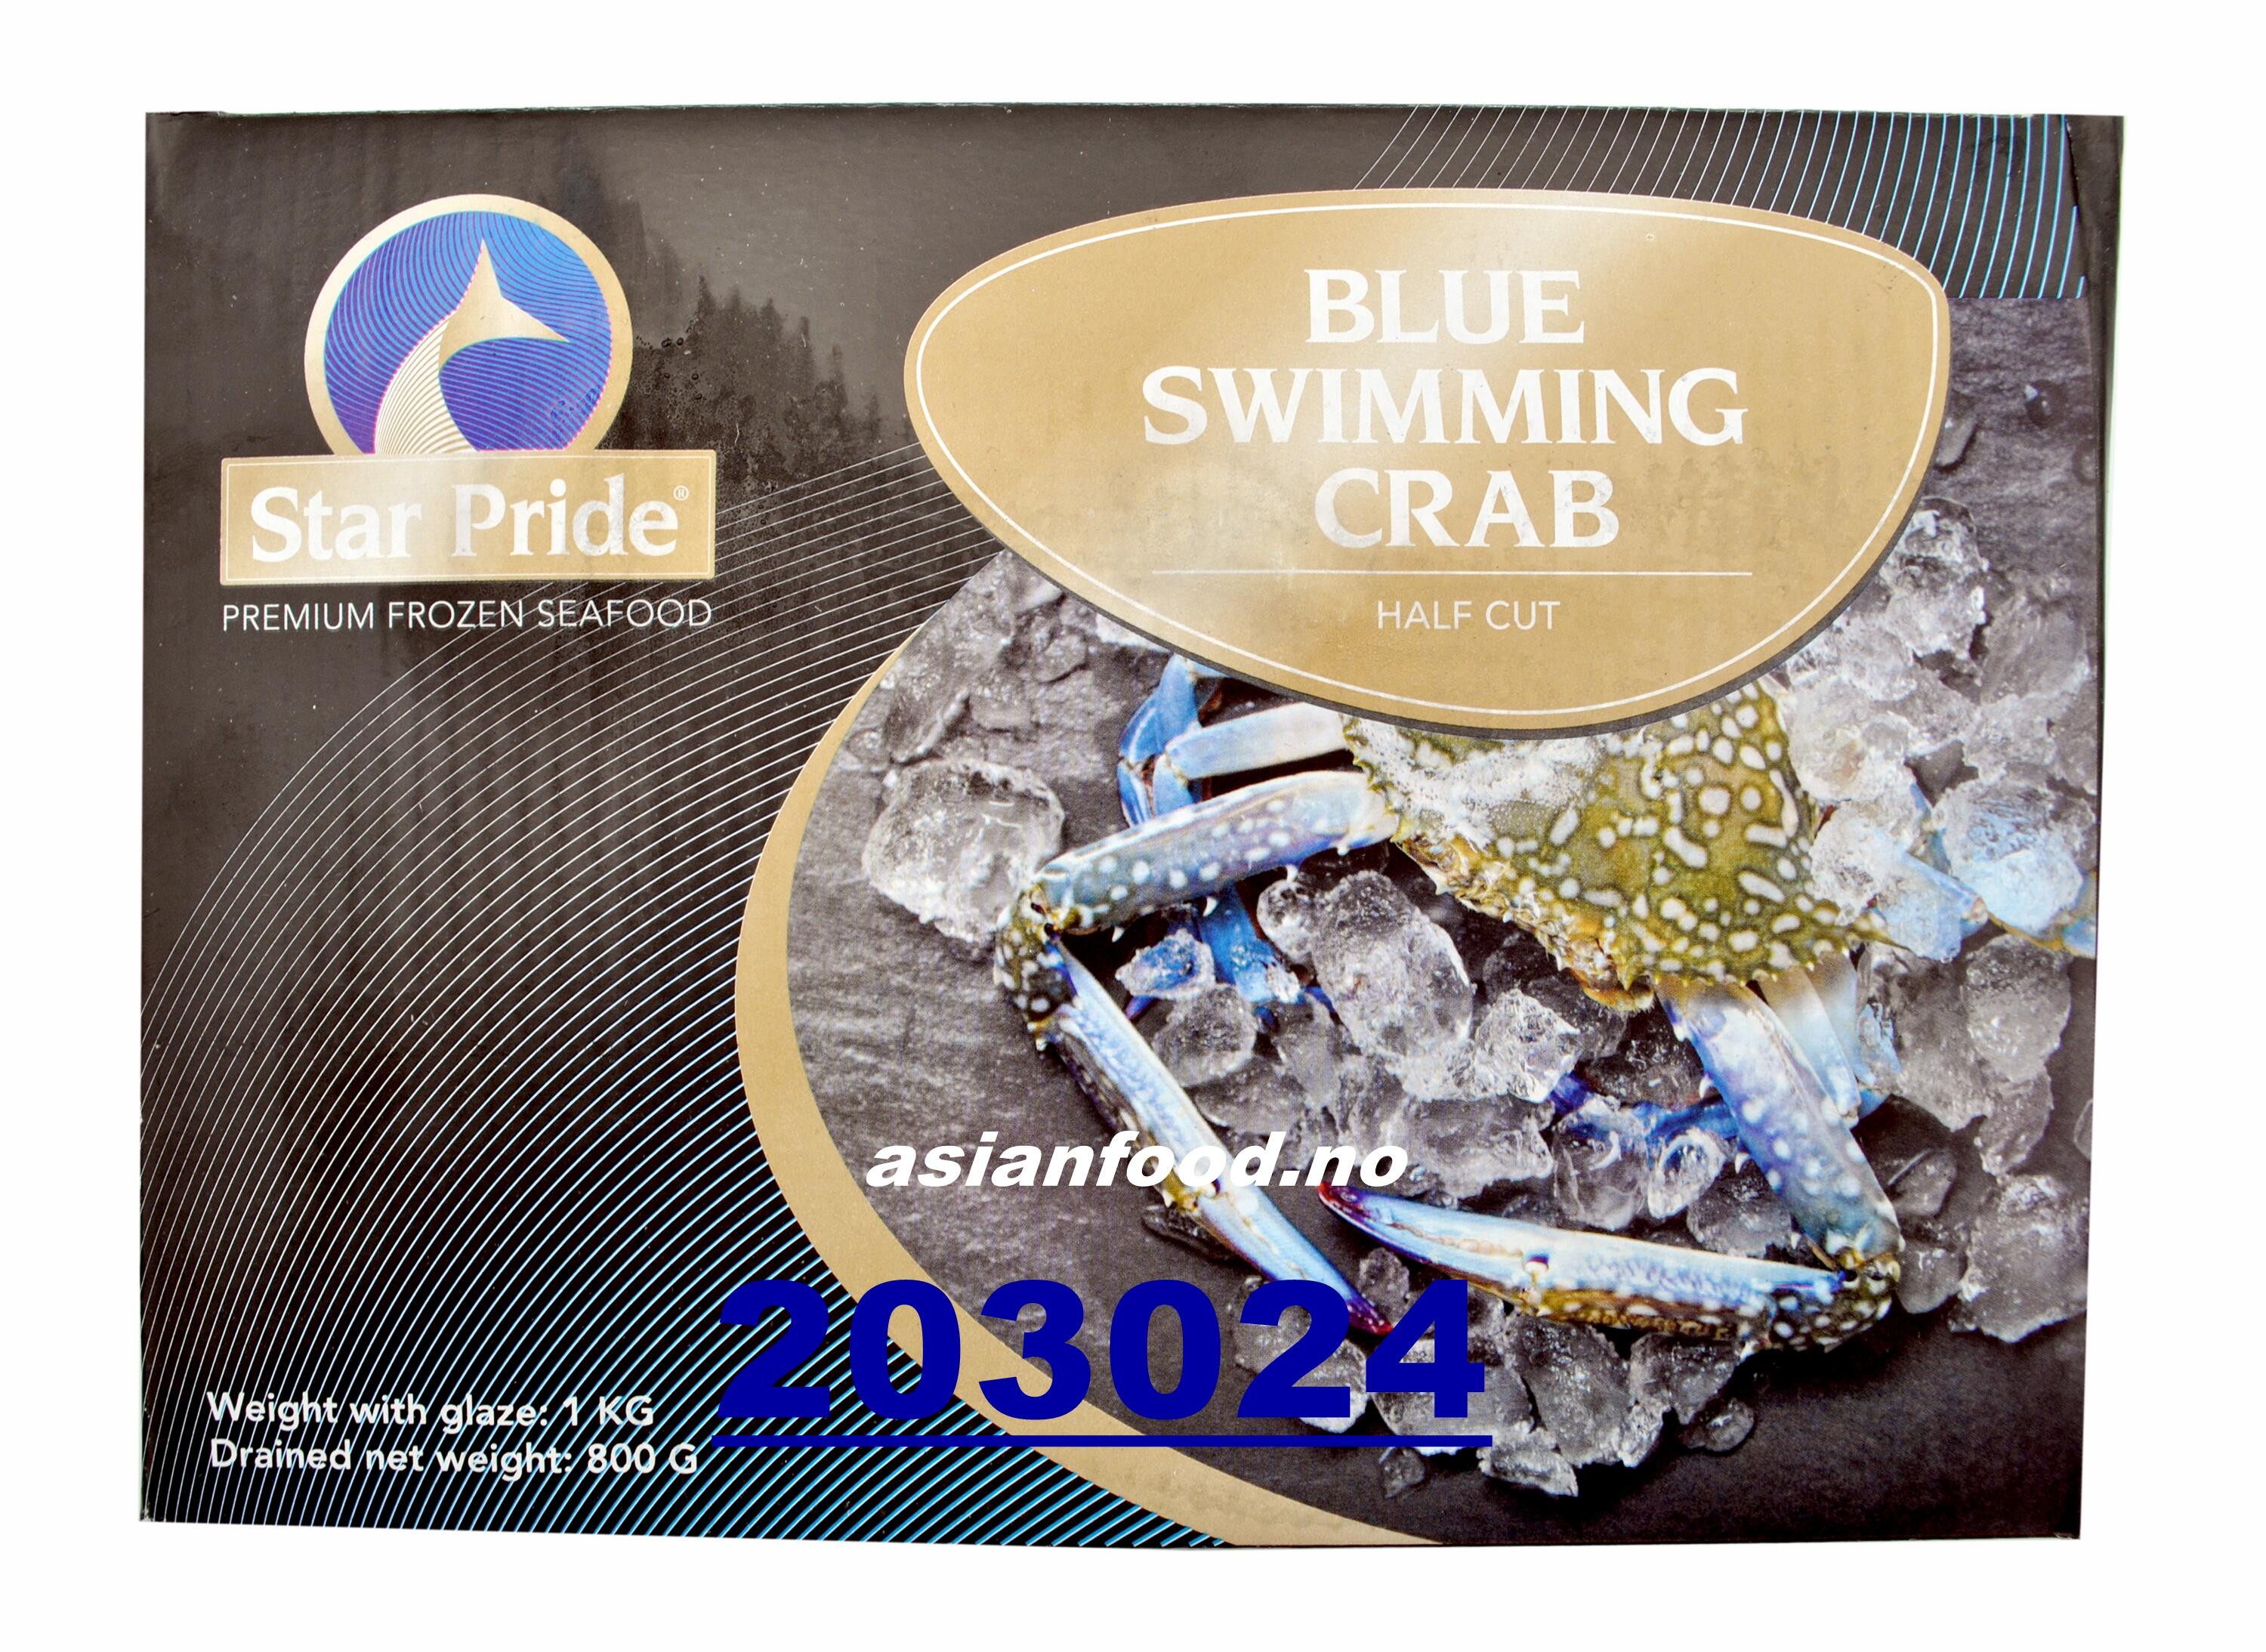 Star Pride®
PREMIUM FROZEN SEAFOOD
BLUE
SWIMMING
CRAB
HALF CUT
asianfood.no
203024
Weight with glaze: 1 KG
Drained net weight: 800 G